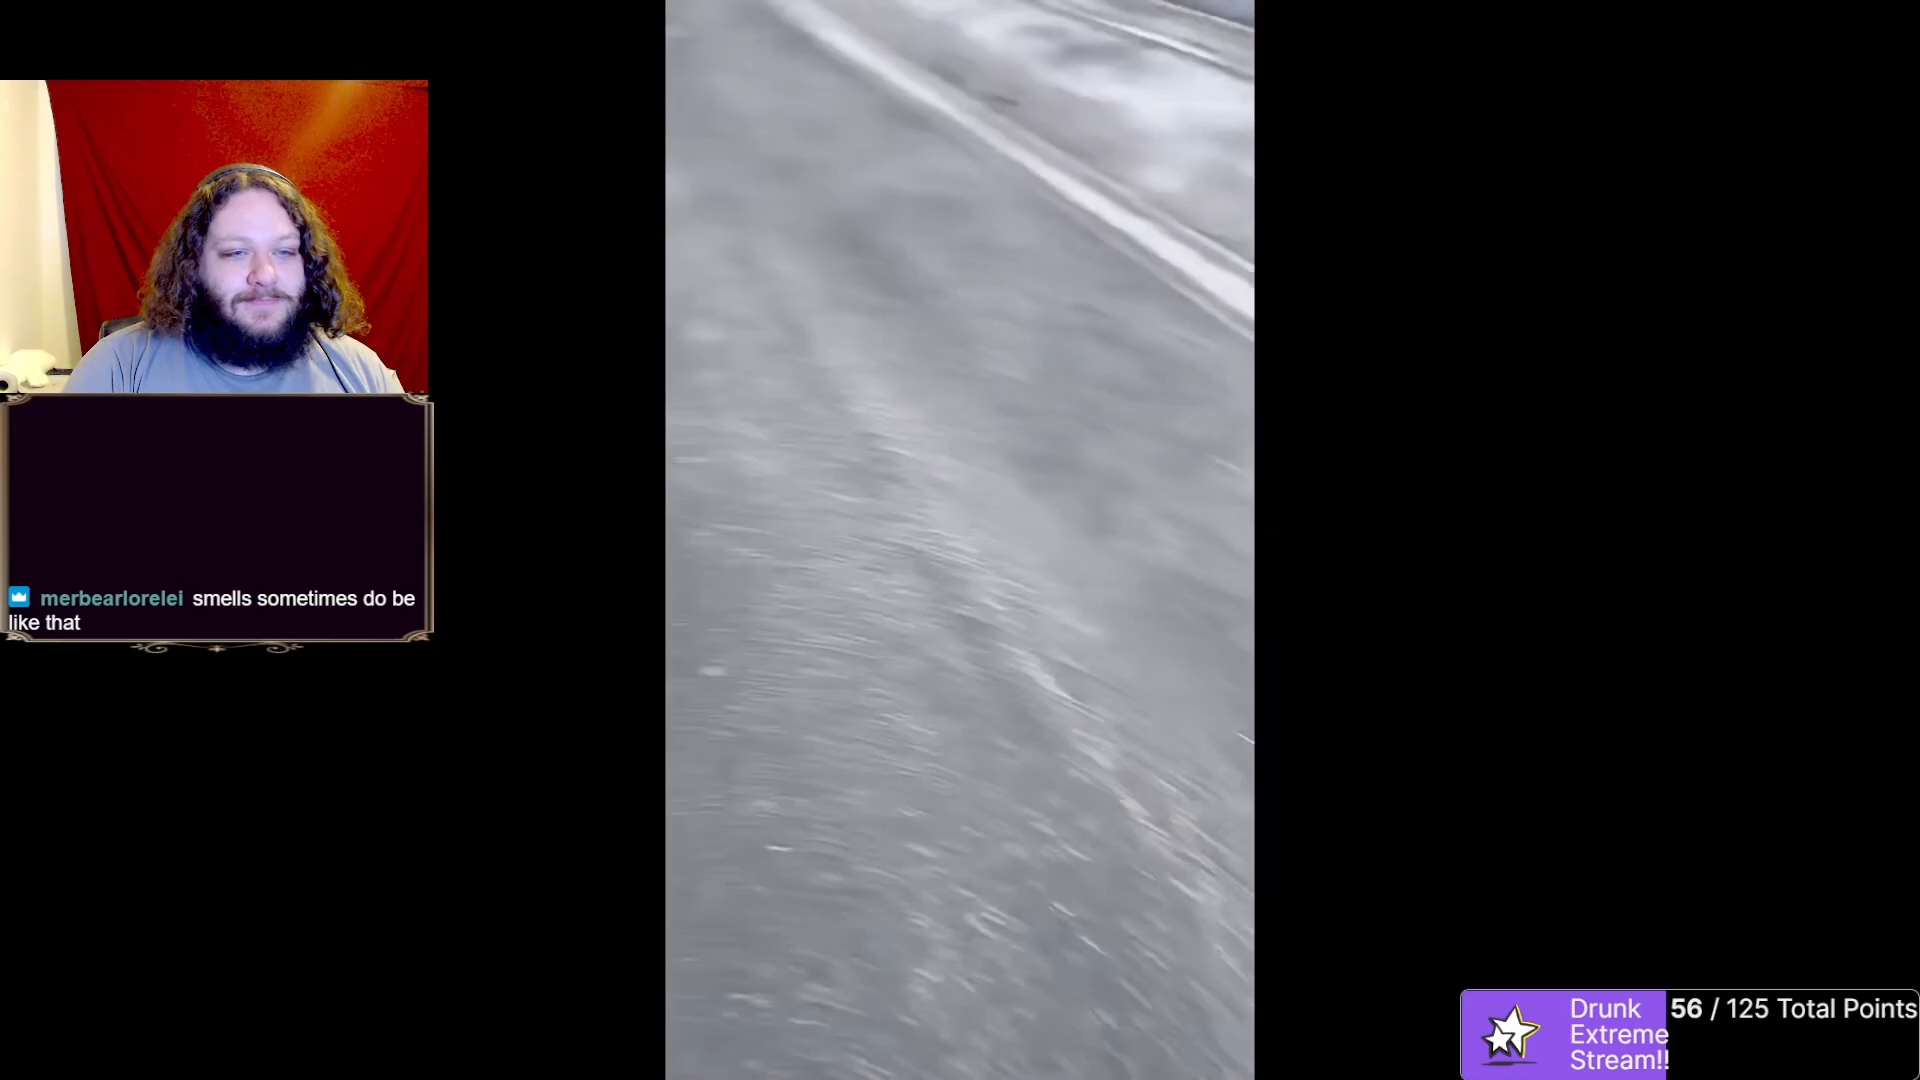 merbearlorelei smells sometimes do be
like that
Drunk
Extreme
Stream!!
56 / 125 Total Points